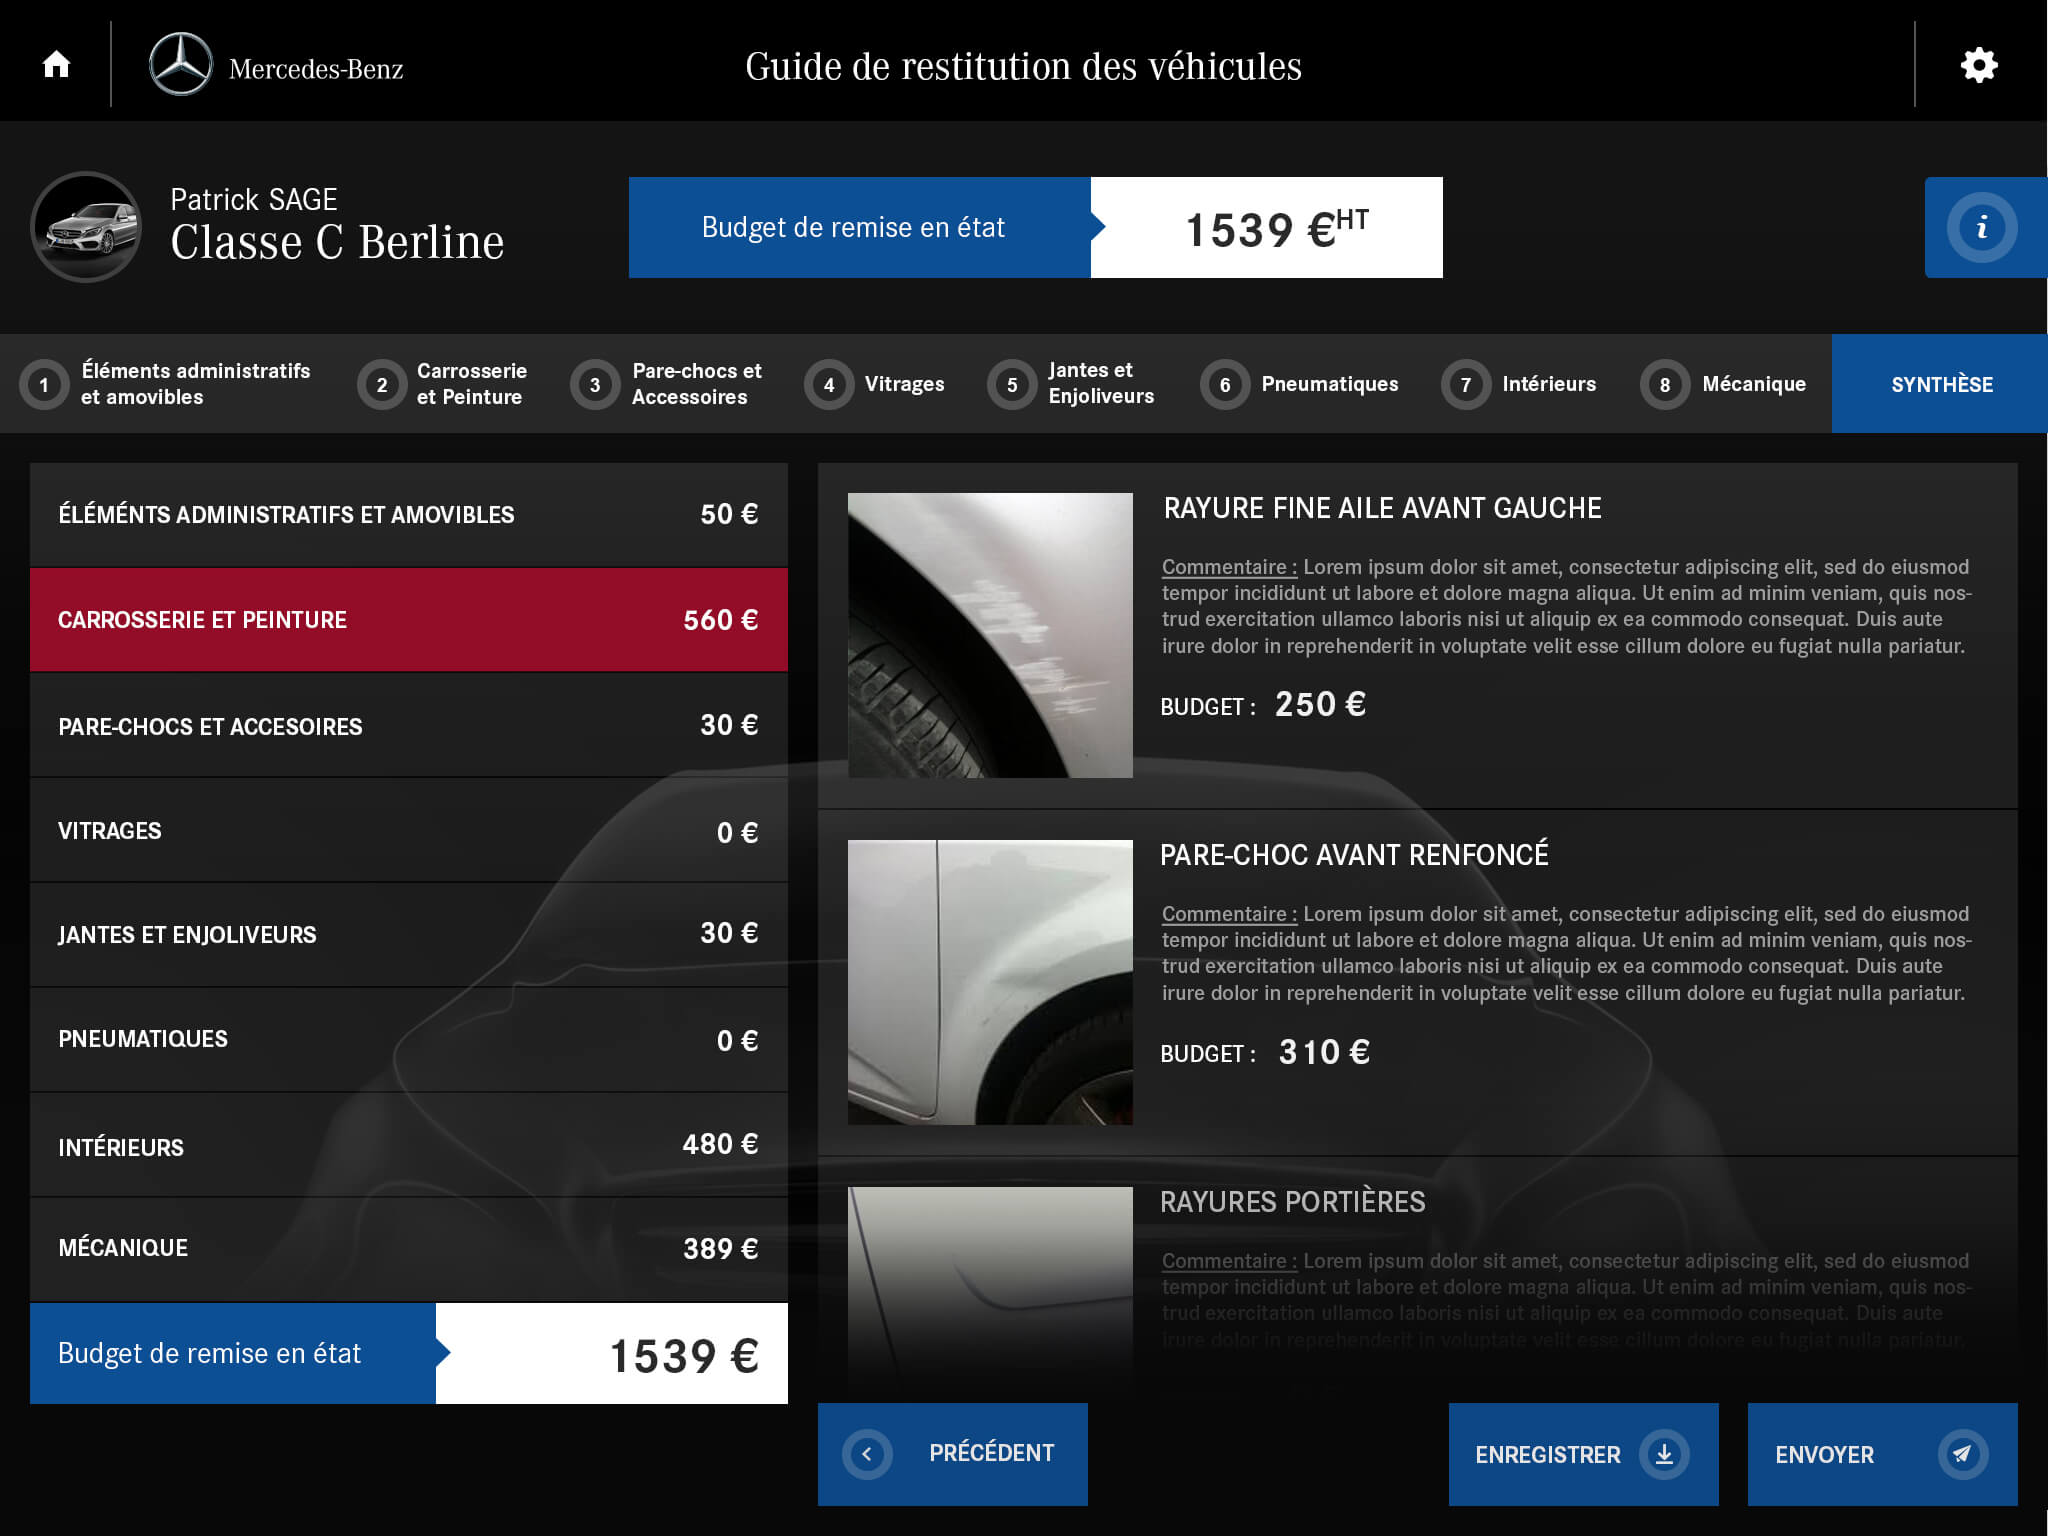 Mercedes-Benz
Guide de restitution des véhicules
Patrick SAGE
Classe C Berline
Budget de remise en état
1539 €HT
i
1
Éléments administratifs
et amovibles
2
Carrosserie
et Peinture
3
Pare-chocs et
Accessoires
4
Vitrages
5
Jantes et
Enjoliveurs
6
Pneumatiques
7
Intérieurs
8
Mécanique
SYNTHÈSE
ÉLÉMÉNTS ADMINISTRATIFS ET AMOVIBLES 50 €
CARROSSERIE ET PEINTURE 560 €
PARE-CHOCS ET ACCESOIRES 30 €
VITRAGES 0 €
JANTES ET ENJOLIVEURS 30 €
PNEUMATIQUES 0 €
INTÉRIEURS 480 €
MÉCANIQUE 389 €
Budget de remise en état 1539 €
RAYURE FINE AILE AVANT GAUCHE
Commentaire : Lorem ipsum dolor sit amet, consectetur adipiscing elit, sed do eiusmod
tempor incididunt ut labore et dolore magna aliqua. Ut enim ad minim veniam, quis nos-
trud exercitation ullamco laboris nisi ut aliquip ex ea commodo consequat. Duis aute
irure dolor in reprehenderit in voluptate velit esse cillum dolore eu fugiat nulla pariatur.
BUDGET : 250 €
PARE-CHOC AVANT RENFONCÉ
Commentaire : Lorem ipsum dolor sit amet, consectetur adipiscing elit, sed do eiusmod
tempor incididunt ut labore et dolore magna aliqua. Ut enim ad minim veniam, quis nos-
trud exercitation ullamco laboris nisi ut aliquip ex ea commodo consequat. Duis aute
irure dolor in reprehenderit in voluptate velit esse cillum dolore eu fugiat nulla pariatur.
BUDGET : 310 €
RAYURES PORTIÈRES
Commentaire : Lorem ipsum dolor sit amet, consectetur adipiscing elit, sed do eiusmod
tempor incididunt ut labore et dolore magna aliqua. Ut enim ad minim veniam, quis nos-
trud exercitation ullamco laboris nisi ut aliquip ex ea commodo consequat. Duis aute
irure dolor in reprehenderit in voluptate velit esse cillum dolore eu fugiat nulla pariatur.
PRÉCÉDENT
ENREGISTRER
ENVOYER